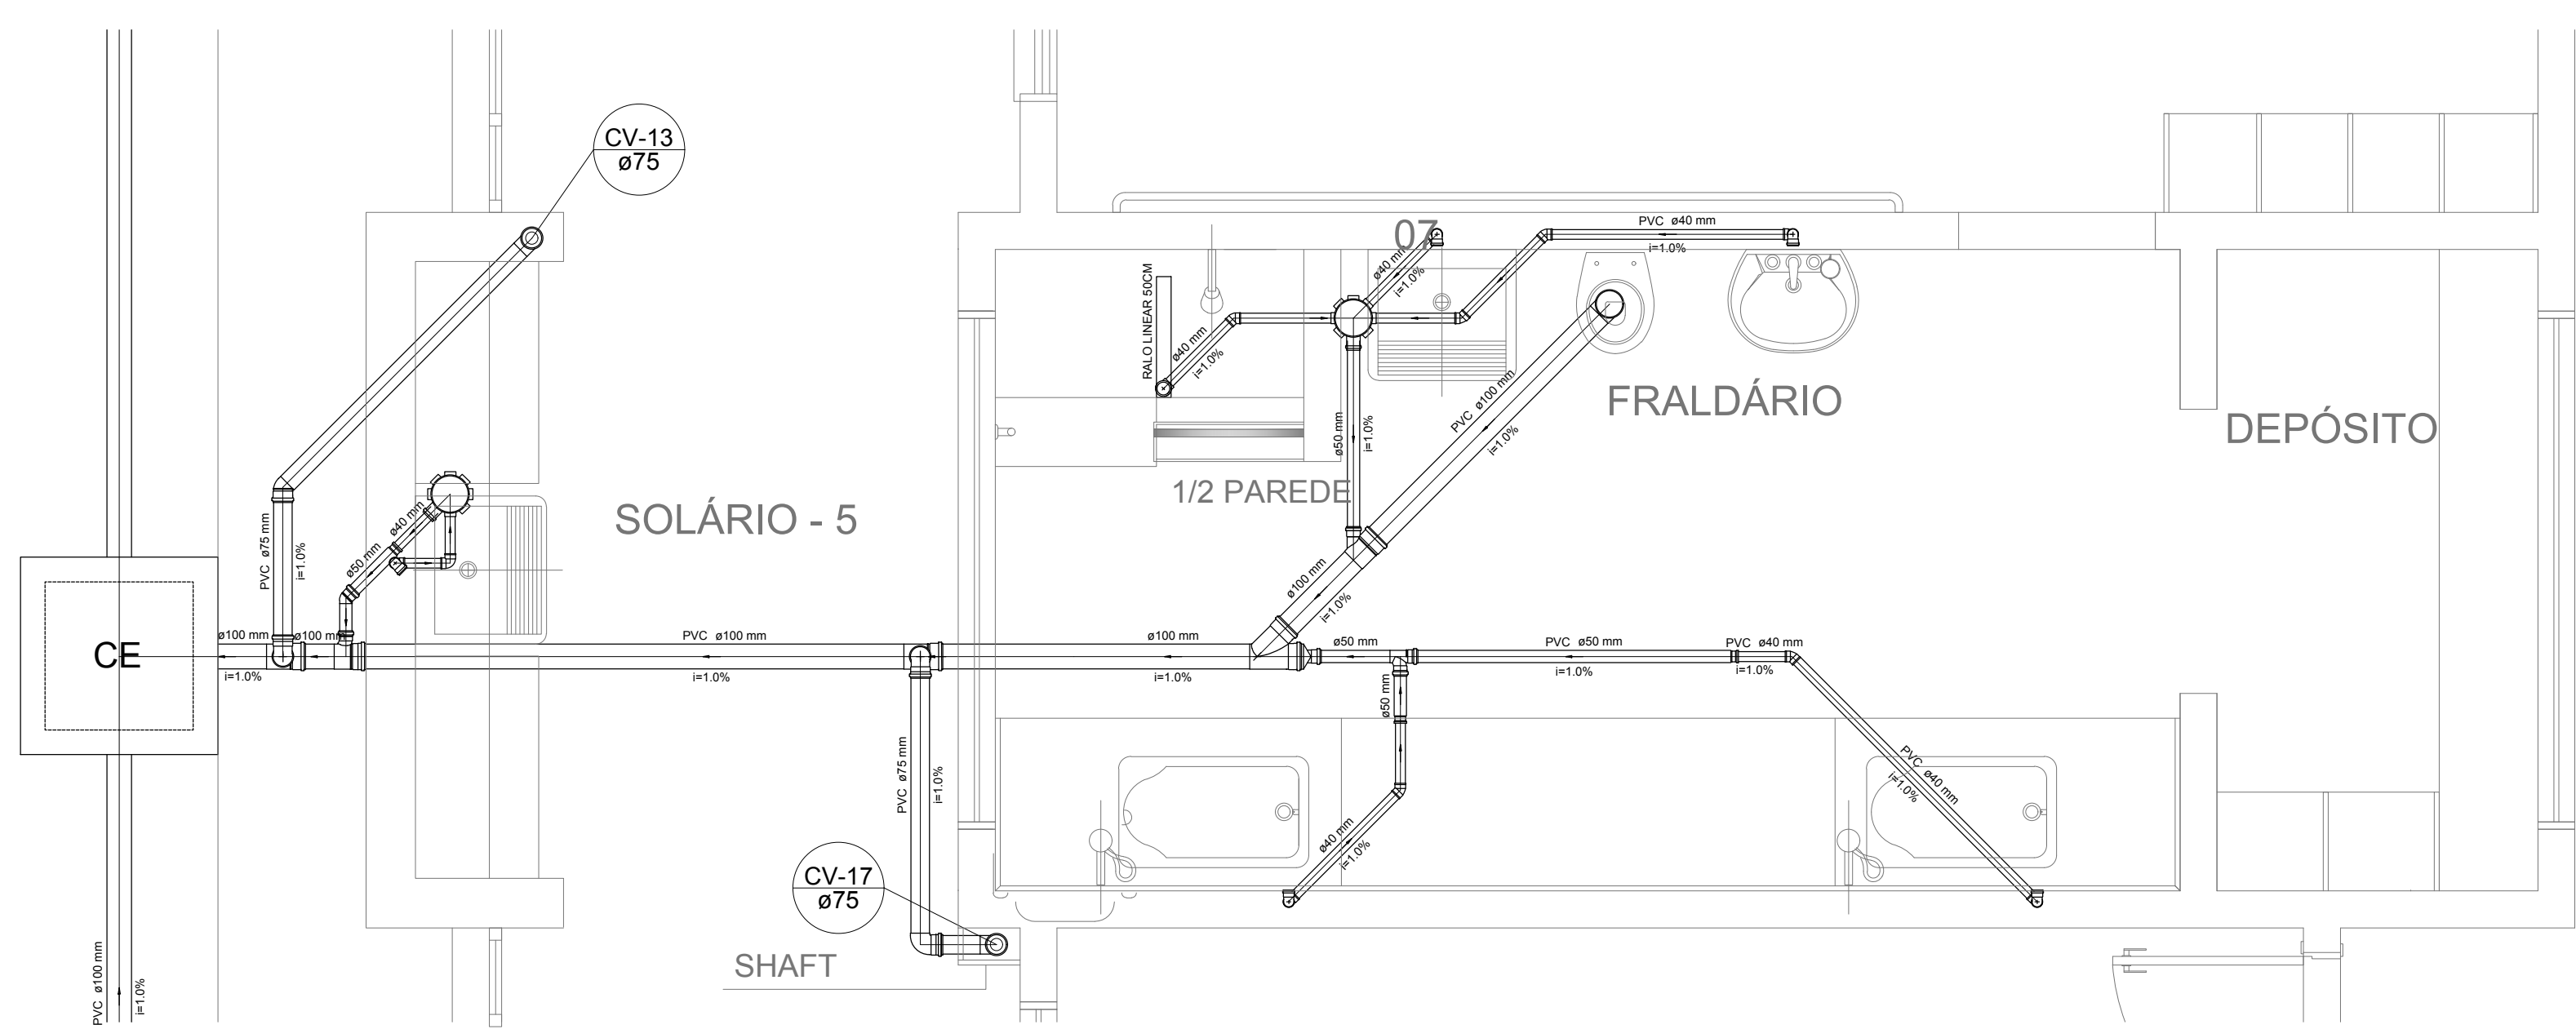 CV-13
ø75
07
PVC ø40 mm
i=1.0%
ø40 mm
i=1.0%
RALO LINEAR 50CM
ø40 mm
i=1.0%
PVC ø100 mm
i=1.0%
FRALDÁRIO
DEPÓSITO
ø50 mm
i=1.0%
1/2 PAREDE
SOLÁRIO - 5
ø40 mm
ø50 mm
PVC ø75 mm
i=1.0%
ø100 mm
i=1.0%
CE
ø100 mm
i=1.0%
ø100 mm
PVC ø100 mm
i=1.0%
ø100 mm
i=1.0%
ø50 mm
PVC ø50 mm
i=1.0%
PVC ø40 mm
i=1.0%
ø50 mm
PVC ø75 mm
i=1.0%
PVC ø40 mm
i=1.0%
ø40 mm
i=1.0%
CV-17
ø75
SHAFT
PVC ø100 mm
i=1.0%